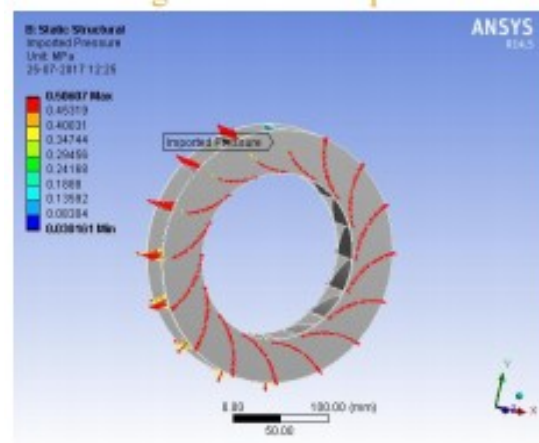 B: Static Structural
Imported Pressure
Unit: MPa
25-07-2017 12:25
0.50607 Max
0.45319
0.40031
0.34744
0.29456
0.24168
0.1888
0.13592
0.08304
0.030161 Min
ANSYS
R14.5
Imported Pressure
Y
X
0.00
100.00 (mm)
50.00